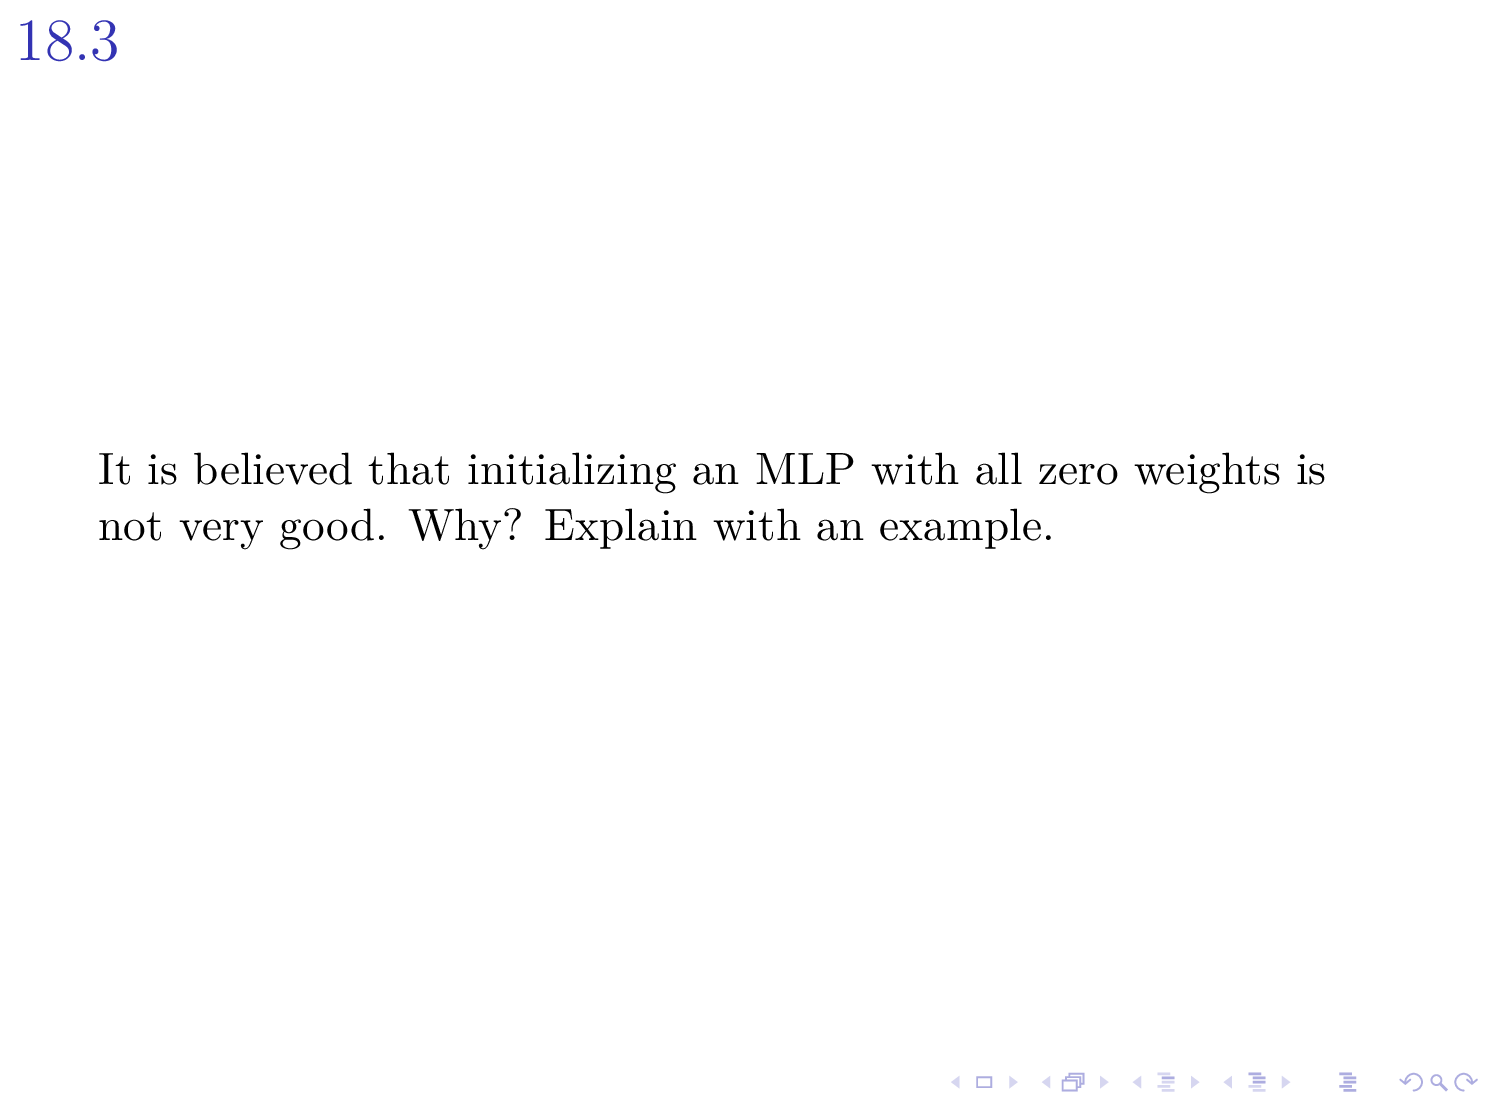 18.3
It is believed that initializing an MLP with all zero weights is
not very good. Why? Explain with an example.